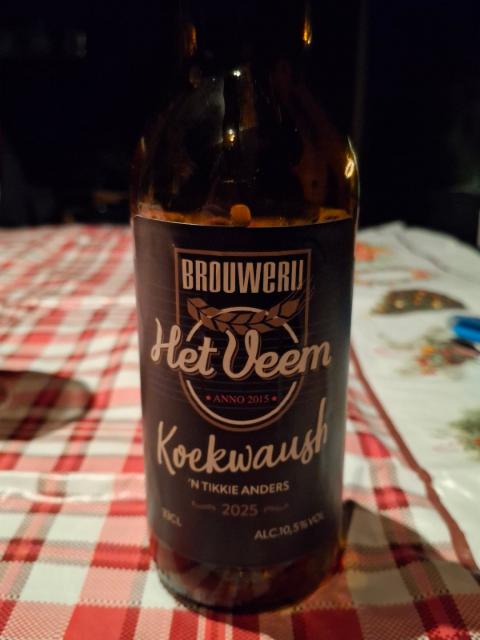 BROUWERIJ
Het Veem
• ANNO 2015 •
Koekwaush
'N TIKKIE ANDERS
2025
33CL
ALC.10,5% VOL